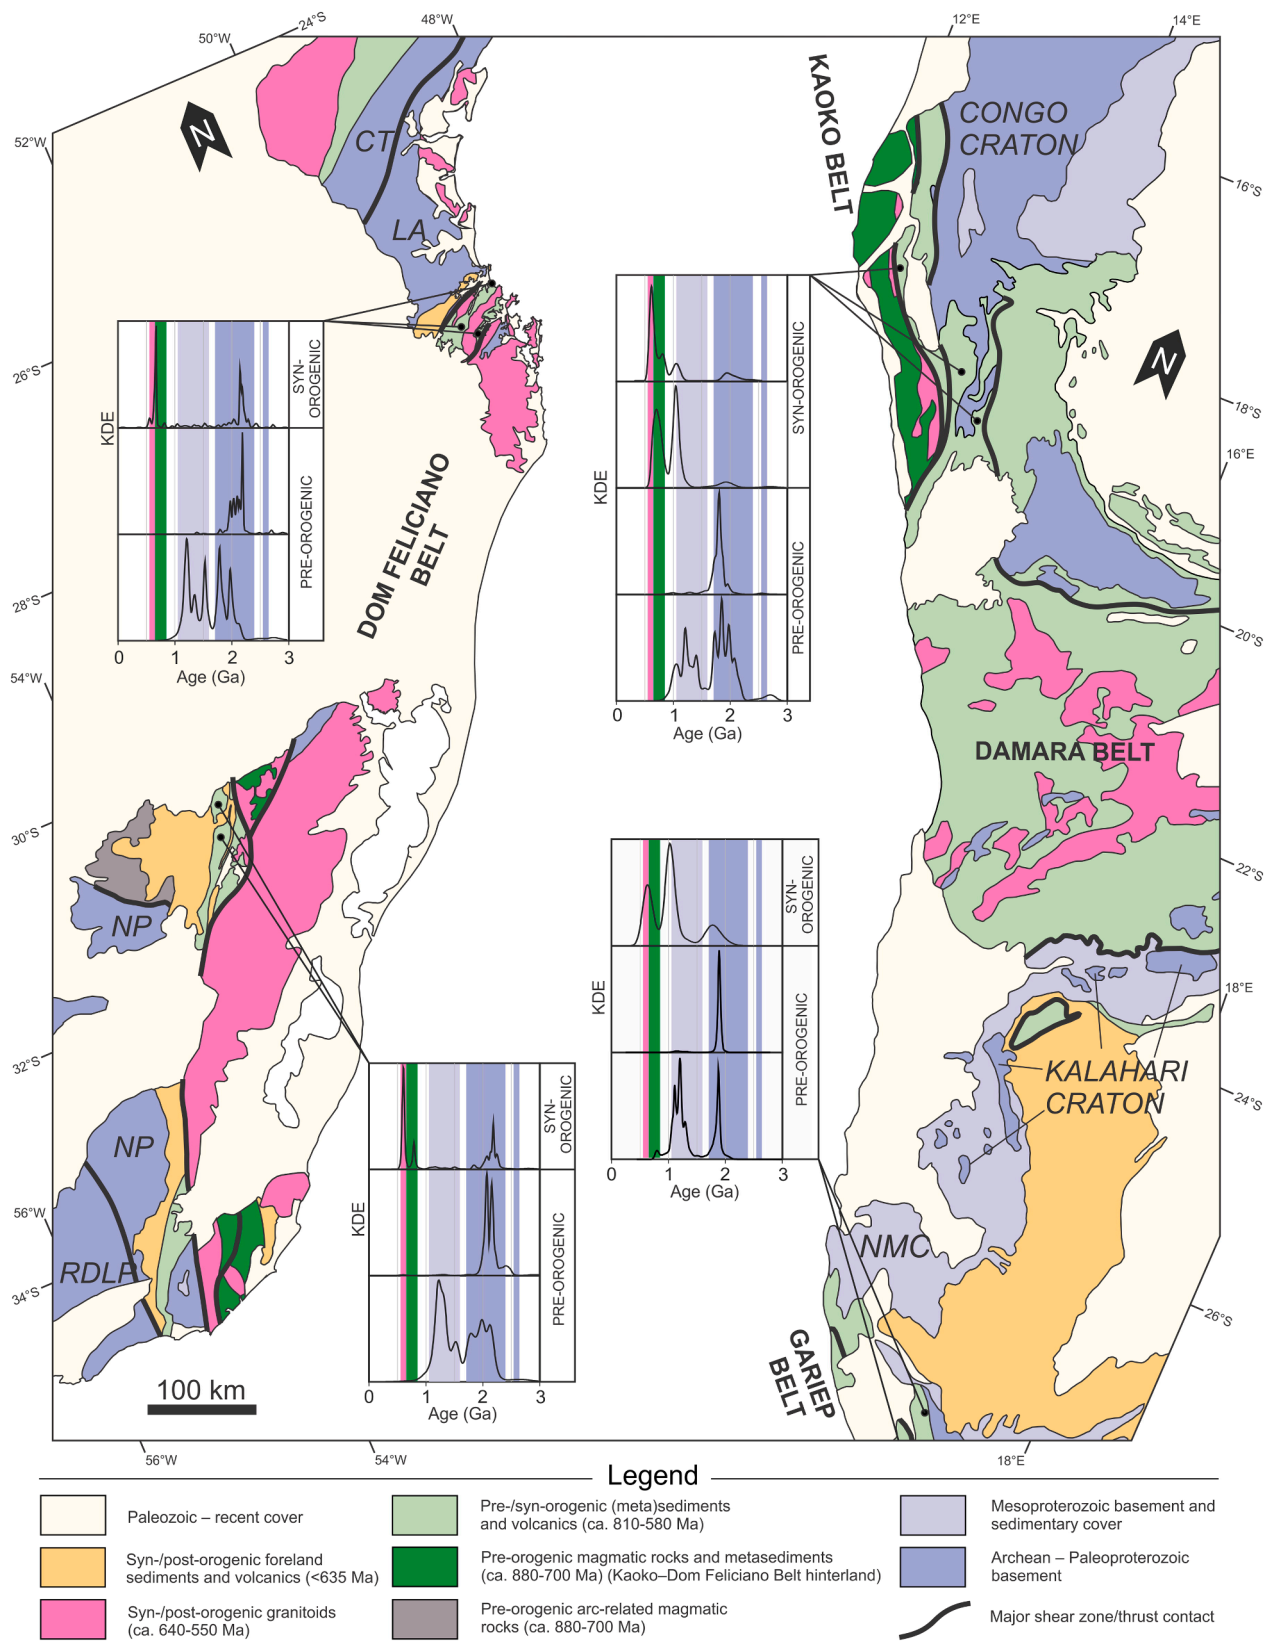 24°S
48°W
12°E
14°E
50°W
52°W
N
CT
LA
KAOKO BELT
CONGO
CRATON
16°S
N
26°S
18°S
16°E
KDE
SYN-
OROGENIC
PRE-OROGENIC
0
1
2
3
Age (Ga)
KDE
SYN-OROGENIC
PRE-OROGENIC
0
1
2
3
Age (Ga)
DOM FELICIANO
BELT
28°S
54°W
20°S
DAMARA BELT
30°S
22°S
NP
KDE
SYN-
OROGENIC
PRE-OROGENIC
0
1
2
3
Age (Ga)
18°E
32°S
KALAHARI
CRATON
24°S
NP
KDE
SYN-
OROGENIC
PRE-OROGENIC
0
1
2
3
Age (Ga)
56°W
RDLP
34°S
NMC
26°S
GARIEP
BELT
100 km
56°W
54°W
18°E
Legend
Paleozoic – recent cover
Syn-/post-orogenic foreland
sediments and volcanics (<635 Ma)
Syn-/post-orogenic granitoids
(ca. 640-550 Ma)
Pre-/syn-orogenic (meta)sediments
and volcanics (ca. 810-580 Ma)
Pre-orogenic magmatic rocks and metasediments
(ca. 880-700 Ma) (Kaoko–Dom Feliciano Belt hinterland)
Pre-orogenic arc-related magmatic
rocks (ca. 880-700 Ma)
Mesoproterozoic basement and
sedimentary cover
Archean – Paleoproterozoic
basement
Major shear zone/thrust contact